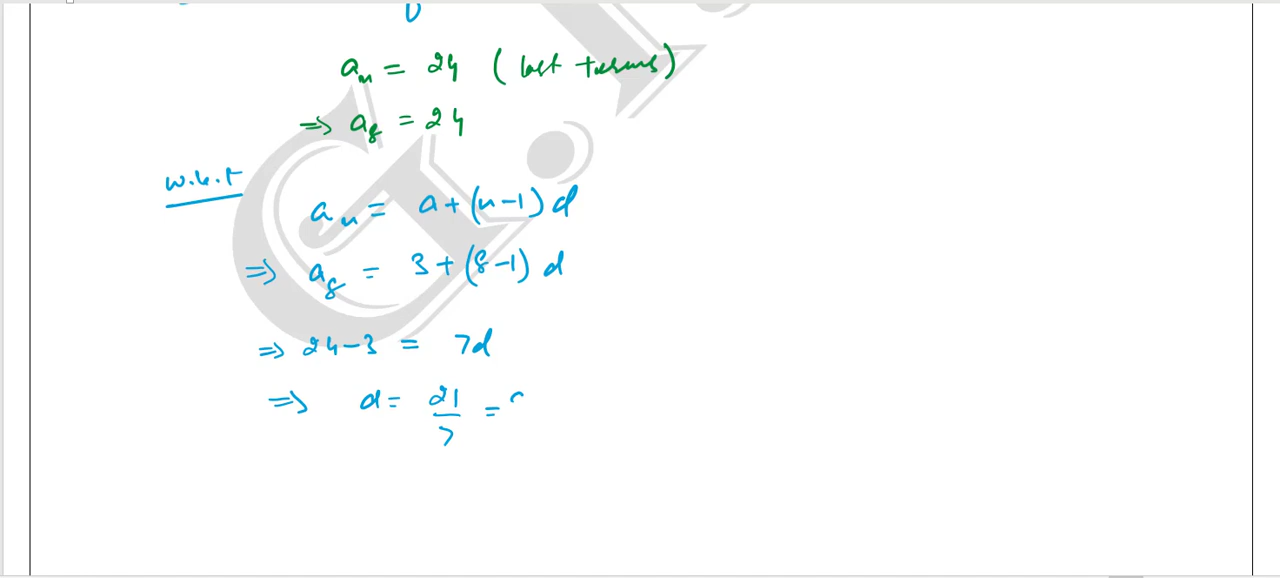 aₙ = 24 (last terms)
⇒ a₈ = 24
w.k.t
aₙ = a + (n-1) d
⇒ a₈ = 3 + (8-1) d
⇒ 24-3 = 7d
⇒ d = 21/7 =